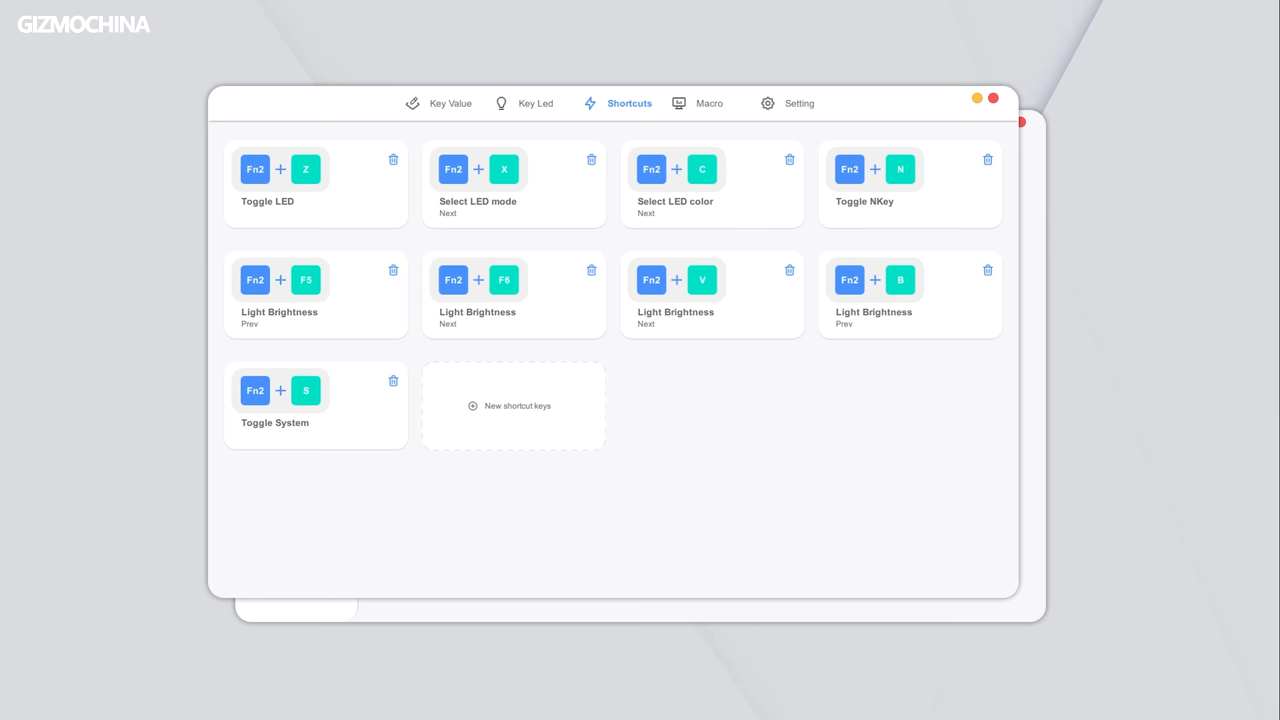 GIZMOCHINA
Key Value Key Led Shortcuts Macro Setting
Fn2 + Z Fn2 + X Fn2 + C Fn2 + N
Toggle LED Select LED mode Select LED color Toggle NKey
Next Next
Fn2 + F5 Fn2 + F6 Fn2 + V Fn2 + B
Light Brightness Light Brightness Light Brightness Light Brightness
Prev Next Next Prev
Fn2 + S
Toggle System
New shortcut keys